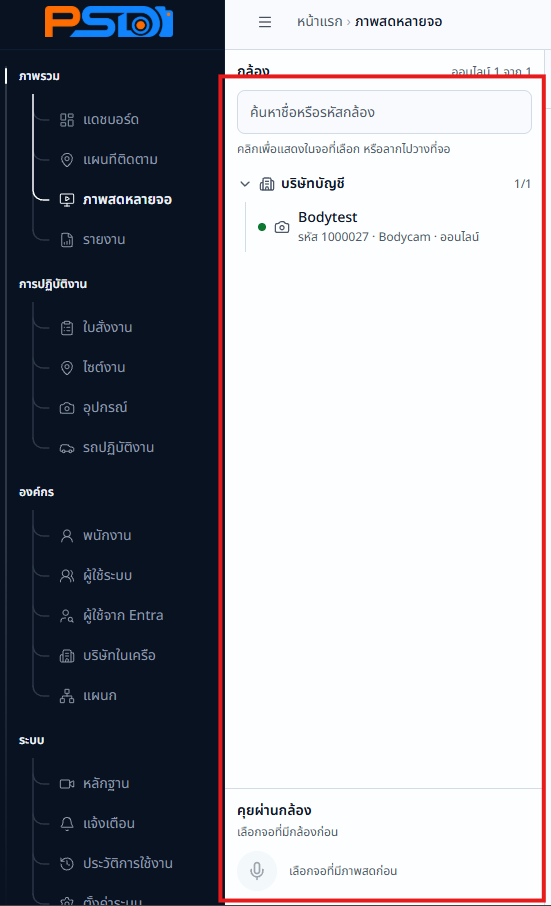 PSDI
หน้าแรก › ภาพสดหลายจอ
ภาพรวม
แดชบอร์ด
แผนที่ติดตาม
ภาพสดหลายจอ
รายงาน
การปฏิบัติงาน
ใบสั่งงาน
ไซต์งาน
อุปกรณ์
รถปฏิบัติงาน
องค์กร
พนักงาน
ผู้ใช้ระบบ
ผู้ใช้จาก Entra
บริษัทในเครือ
แผนก
ระบบ
หลักฐาน
แจ้งเตือน
ประวัติการใช้งาน
ตั้งค่าระบบ
กล้อง ออนไลน์ 1 จาก 1
ค้นหาชื่อหรือรหัสกล้อง
คลิกเพื่อแสดงในจอที่เลือก หรือลากไปวางที่จอ
บริษัทบัญชี 1/1
Bodytest
รหัส 1000027 · Bodycam · ออนไลน์
คุยผ่านกล้อง
เลือกจอที่มีกล้องก่อน
เลือกจอที่มีภาพสดก่อน